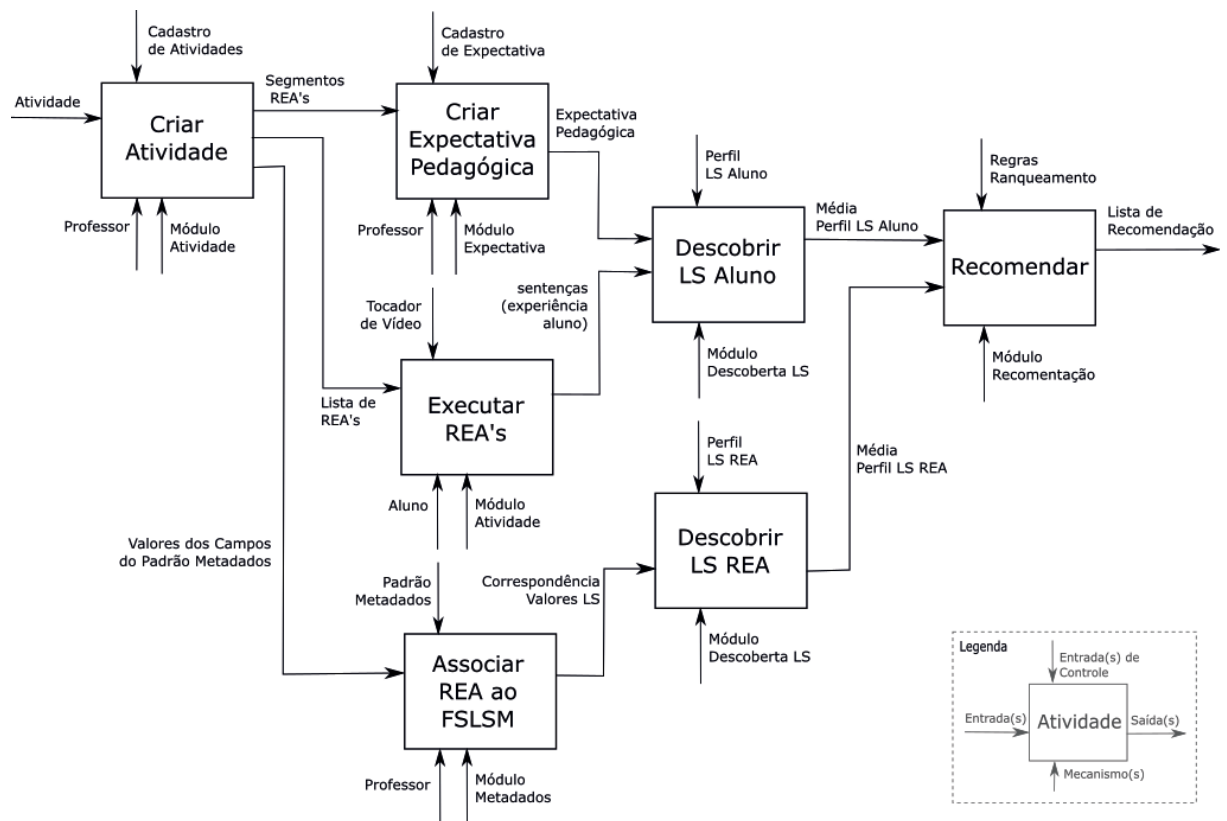 Cadastro
de Atividades
Atividade
Criar
Atividade
Professor
Módulo
Atividade
Segmentos
REA's
Cadastro
de Expectativa
Criar
Expectativa
Pedagógica
Professor
Módulo
Expectativa
Expectativa
Pedagógica
Tocador
de Vídeo
Lista de
REA's
Executar
REA's
Aluno
Módulo
Atividade
sentenças
(experiência
aluno)
Valores dos Campos
do Padrão Metadados
Padrão
Metadados
Associar
REA ao
FSLSM
Professor
Módulo
Metadados
Correspondência
Valores LS
Perfil
LS Aluno
Descobrir
LS Aluno
Módulo
Descoberta LS
Média
Perfil LS Aluno
Perfil
LS REA
Descobrir
LS REA
Módulo
Descoberta LS
Média
Perfil LS REA
Regras
Ranqueamento
Recomendar
Módulo
Recomentação
Lista de
Recomendação
Legenda
Entrada(s) de
Controle
Entrada(s)
Atividade
Saída(s)
Mecanismo(s)